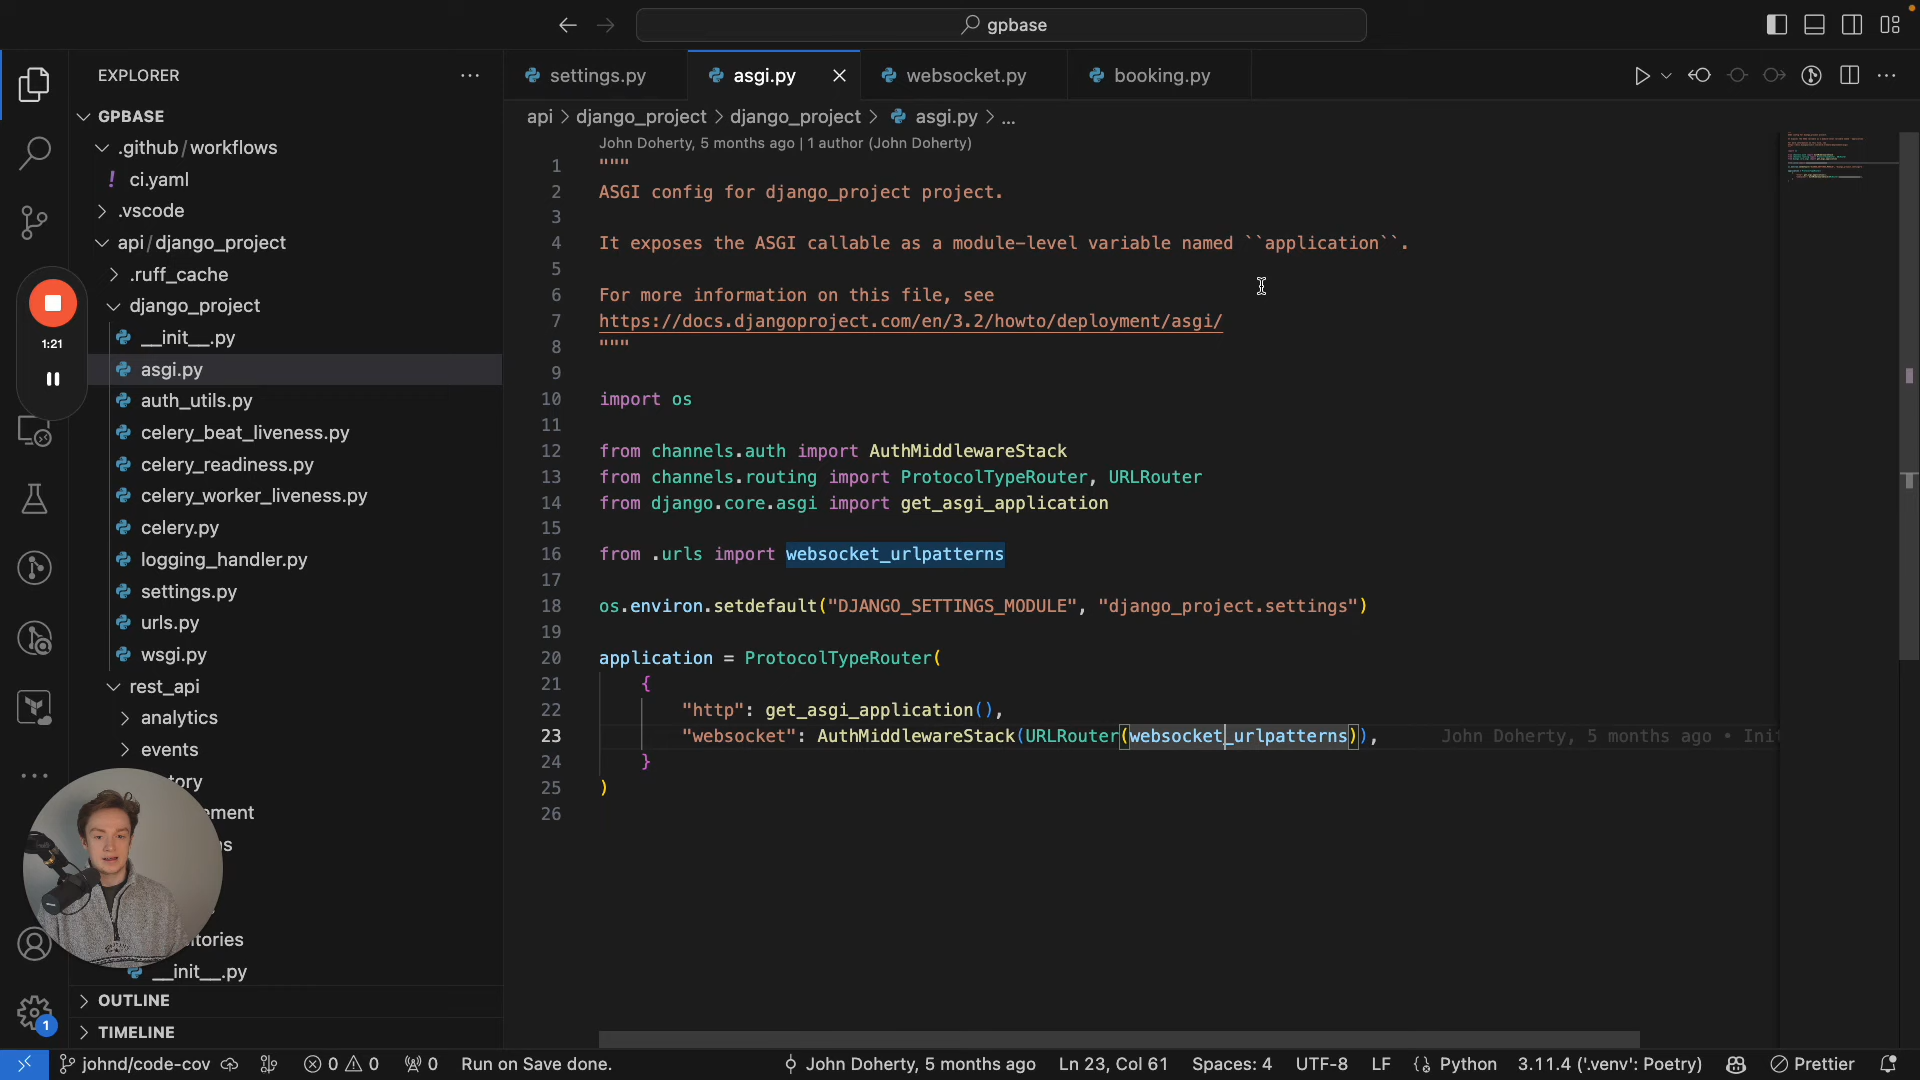 gpbase
EXPLORER
GPBASE
.github/workflows
ci.yaml
.vscode
api/django_project
.ruff_cache
django_project
__init__.py
asgi.py
auth_utils.py
celery_beat_liveness.py
celery_readiness.py
celery_worker_liveness.py
celery.py
logging_handler.py
settings.py
urls.py
wsgi.py
rest_api
analytics
events
__init__.py
OUTLINE
TIMELINE
1:21
1
settings.py
asgi.py
websocket.py
booking.py
api > django_project > django_project > asgi.py > ...
John Doherty, 5 months ago | 1 author (John Doherty)
1 """
2 ASGI config for django_project project.
3
4 It exposes the ASGI callable as a module-level variable named ``application``.
5
6 For more information on this file, see
7 https://docs.djangoproject.com/en/3.2/howto/deployment/asgi/
8 """
9
10 import os
11
12 from channels.auth import AuthMiddlewareStack
13 from channels.routing import ProtocolTypeRouter, URLRouter
14 from django.core.asgi import get_asgi_application
15
16 from .urls import websocket_urlpatterns
17
18 os.environ.setdefault("DJANGO_SETTINGS_MODULE", "django_project.settings")
19
20 application = ProtocolTypeRouter(
21 {
22 "http": get_asgi_application(),
23 "websocket": AuthMiddlewareStack(URLRouter(websocket_urlpatterns)), John Doherty, 5 months ago • Init
24 }
25 )
26
johnd/code-cov 0 0 0 Run on Save done. John Doherty, 5 months ago Ln 23, Col 61 Spaces: 4 UTF-8 LF Python 3.11.4 ('.venv': Poetry) Prettier